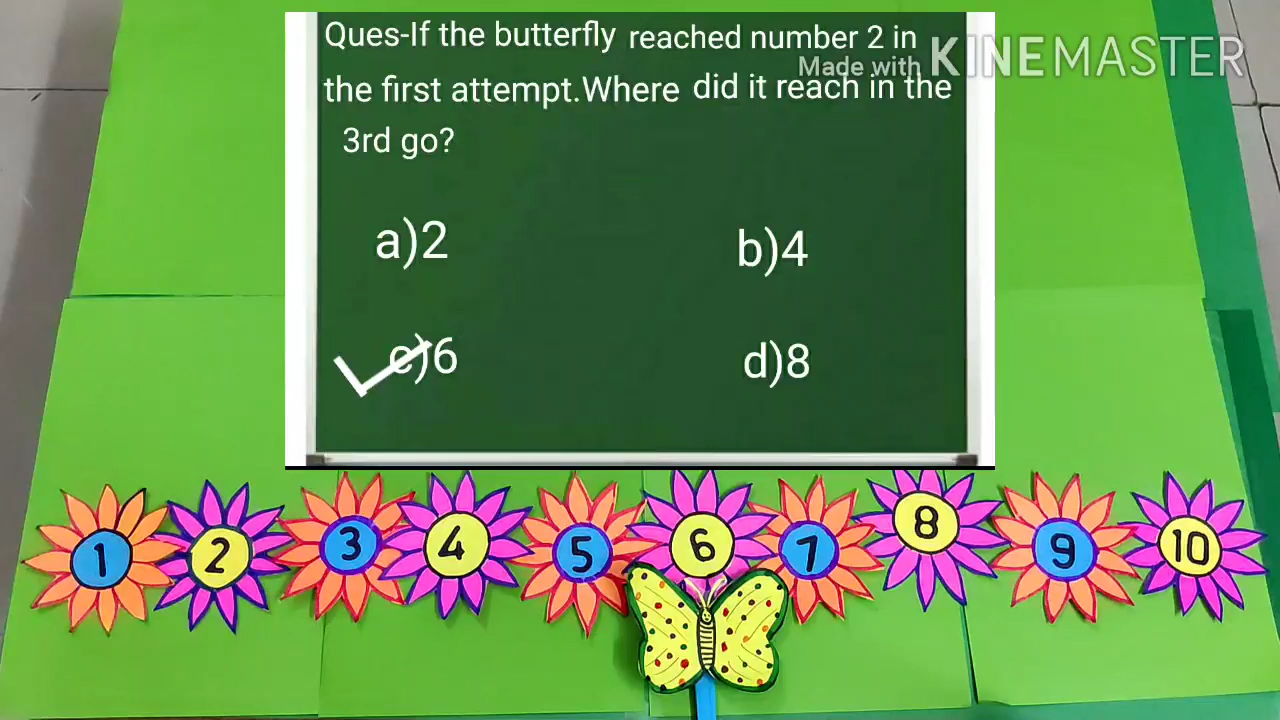 Ques-If the butterfly reached number 2 in
Made with KINEMASTER
the first attempt.Where did it reach in the
3rd go?
a)2 b)4
c)6 d)8
1 2 3 4 5 6 7 8 9 10